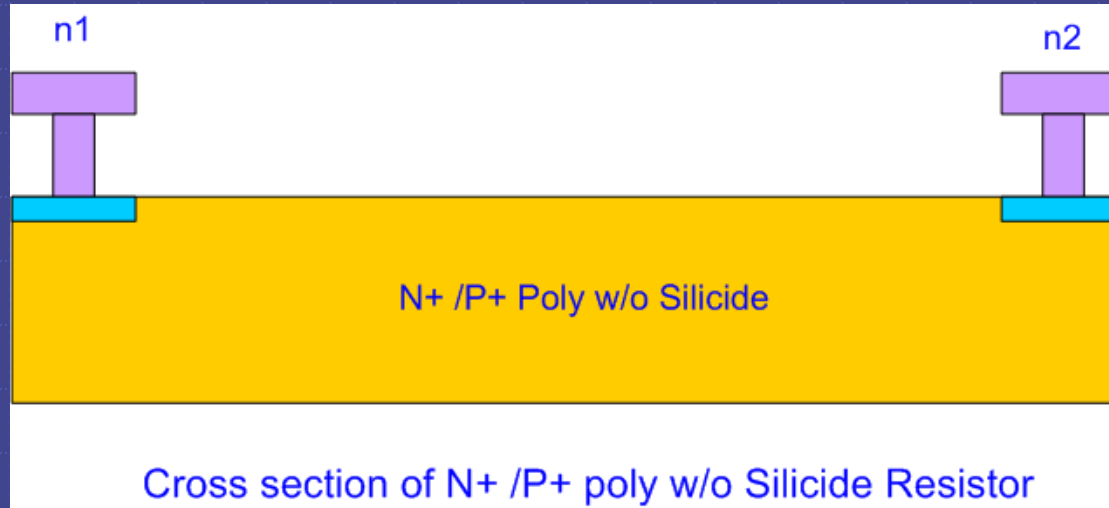 n1
n2
N+ /P+ Poly w/o Silicide
Cross section of N+ /P+ poly w/o Silicide Resistor